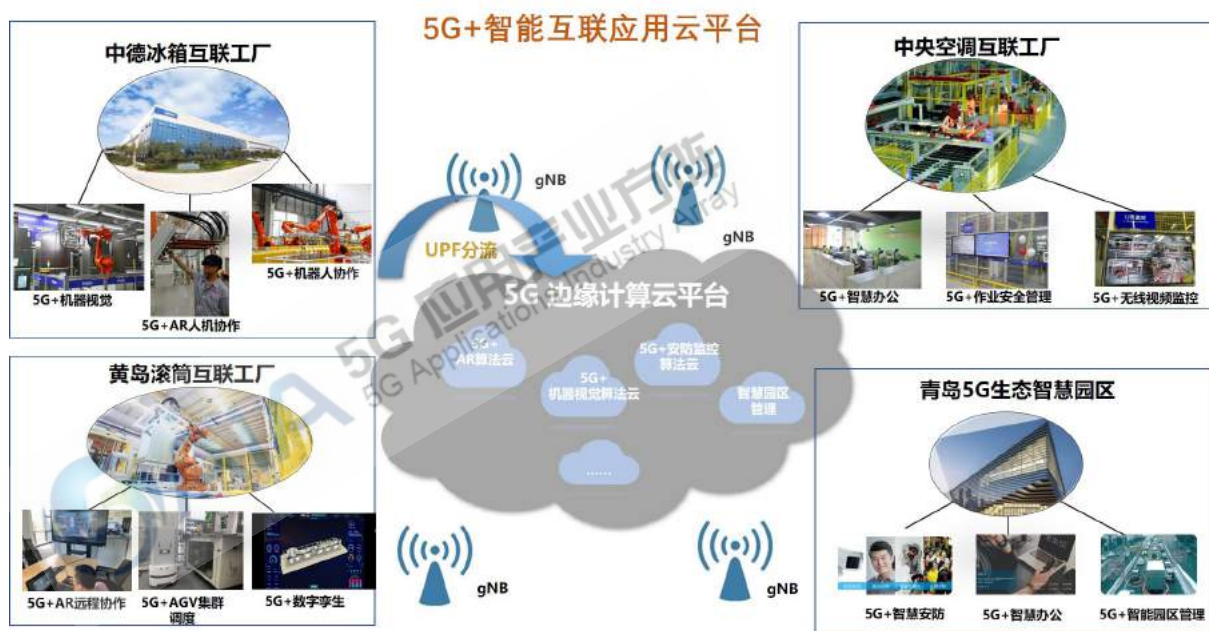 5G+智能互联应用云平台
中德冰箱互联工厂
5G+机器视觉
5G+AR人机协作
5G+机器人协作
中央空调互联工厂
5G+智慧办公
5G+作业安全管理
5G+无线视频监控
gNB
gNB
UPF分流
5G 边缘计算云平台
5G+
AR算法云
5G+
机器视觉算法云
5G+安防监控
算法云
智慧园区
管理
......
5G 应用产业方阵
5G Application Industry Array
黄岛滚筒互联工厂
5G+AR远程协作
5G+AGV集群
调度
5G+数字孪生
gNB
gNB
青岛5G生态智慧园区
5G+智慧安防
5G+智慧办公
5G+智能园区管理